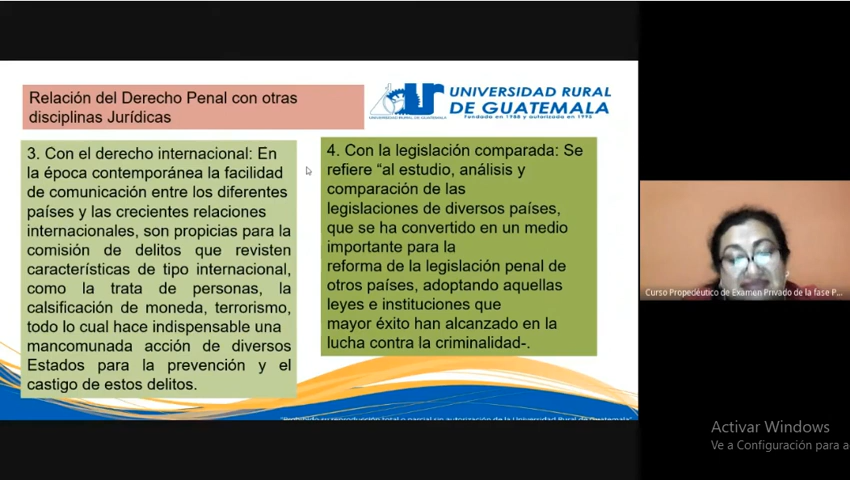 Relación del Derecho Penal con otras
disciplinas Jurídicas
UNIVERSIDAD RURAL
DE GUATEMALA
3. Con el derecho internacional: En
la época contemporánea la facilidad
de comunicación entre los diferentes
países y las crecientes relaciones
internacionales, son propicias para la
comisión de delitos que revisten
características de tipo internacional,
como la trata de personas, la
calsificación de moneda, terrorismo,
todo lo cual hace indispensable una
mancomunada acción de diversos
Estados para la prevención y el
castigo de estos delitos.
4. Con la legislación comparada: Se
refiere “al estudio, análisis y
comparación de las
legislaciones de diversos países,
que se ha convertido en un medio
importante para la
reforma de la legislación penal de
otros países, adoptando aquellas
leyes e instituciones que
mayor éxito han alcanzado en la
lucha contra la criminalidad-.
Curso Propedéutico de Examen Privado de la fase P...
Activar Windows
Ve a Configuración para a